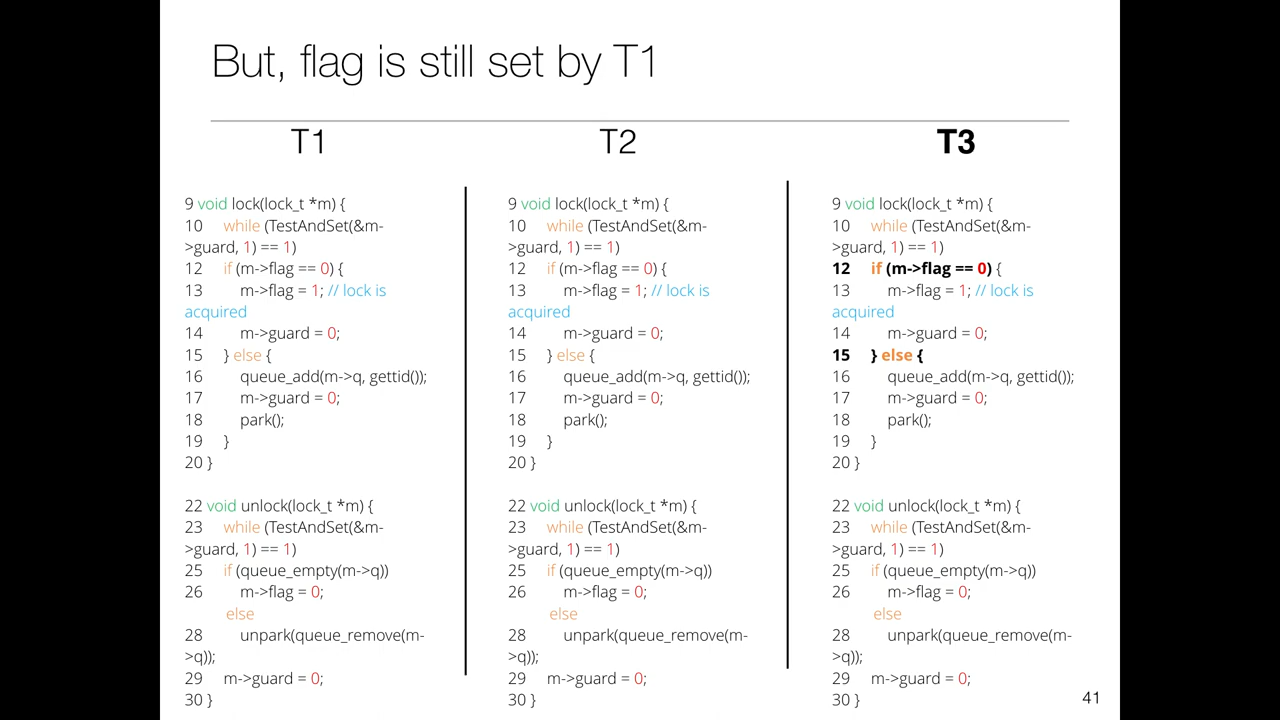 But, flag is still set by T1
T1
9 void lock(lock_t *m) {
10 while (TestAndSet(&m-
>guard, 1) == 1)
12 if (m->flag == 0) {
13 m->flag = 1; // lock is
acquired
14 m->guard = 0;
15 } else {
16 queue_add(m->q, gettid());
17 m->guard = 0;
18 park();
19 }
20 }
22 void unlock(lock_t *m) {
23 while (TestAndSet(&m-
>guard, 1) == 1)
25 if (queue_empty(m->q))
26 m->flag = 0;
else
28 unpark(queue_remove(m-
>q));
29 m->guard = 0;
30 }
T2
9 void lock(lock_t *m) {
10 while (TestAndSet(&m-
>guard, 1) == 1)
12 if (m->flag == 0) {
13 m->flag = 1; // lock is
acquired
14 m->guard = 0;
15 } else {
16 queue_add(m->q, gettid());
17 m->guard = 0;
18 park();
19 }
20 }
22 void unlock(lock_t *m) {
23 while (TestAndSet(&m-
>guard, 1) == 1)
25 if (queue_empty(m->q))
26 m->flag = 0;
else
28 unpark(queue_remove(m-
>q));
29 m->guard = 0;
30 }
T3
9 void lock(lock_t *m) {
10 while (TestAndSet(&m-
>guard, 1) == 1)
12 if (m->flag == 0) {
13 m->flag = 1; // lock is
acquired
14 m->guard = 0;
15 } else {
16 queue_add(m->q, gettid());
17 m->guard = 0;
18 park();
19 }
20 }
22 void unlock(lock_t *m) {
23 while (TestAndSet(&m-
>guard, 1) == 1)
25 if (queue_empty(m->q))
26 m->flag = 0;
else
28 unpark(queue_remove(m-
>q));
29 m->guard = 0;
30 }
41